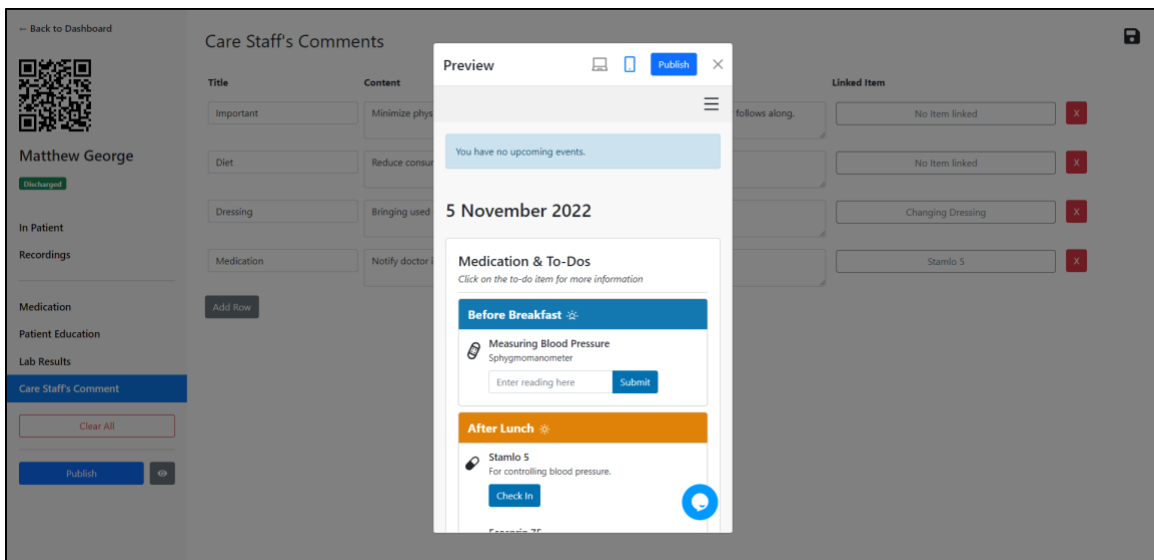 ← Back to Dashboard
Matthew George
Discharged
In Patient
Recordings
Medication
Patient Education
Lab Results
Care Staff's Comment
Clear All
Publish
Care Staff's Comments
Title
Content
Linked Item
Important
Minimize phys
follows along.
No Item linked
X
Diet
Reduce consur
No Item linked
X
Dressing
Bringing used
Changing Dressing
X
Medication
Notify doctor i
Stamlo 5
X
Add Row
Preview
Publish
You have no upcoming events.
5 November 2022
Medication & To-Dos
Click on the to-do item for more information
Before Breakfast
Measuring Blood Pressure
Sphygmomanometer
Enter reading here
Submit
After Lunch
Stamlo 5
For controlling blood pressure.
Check In